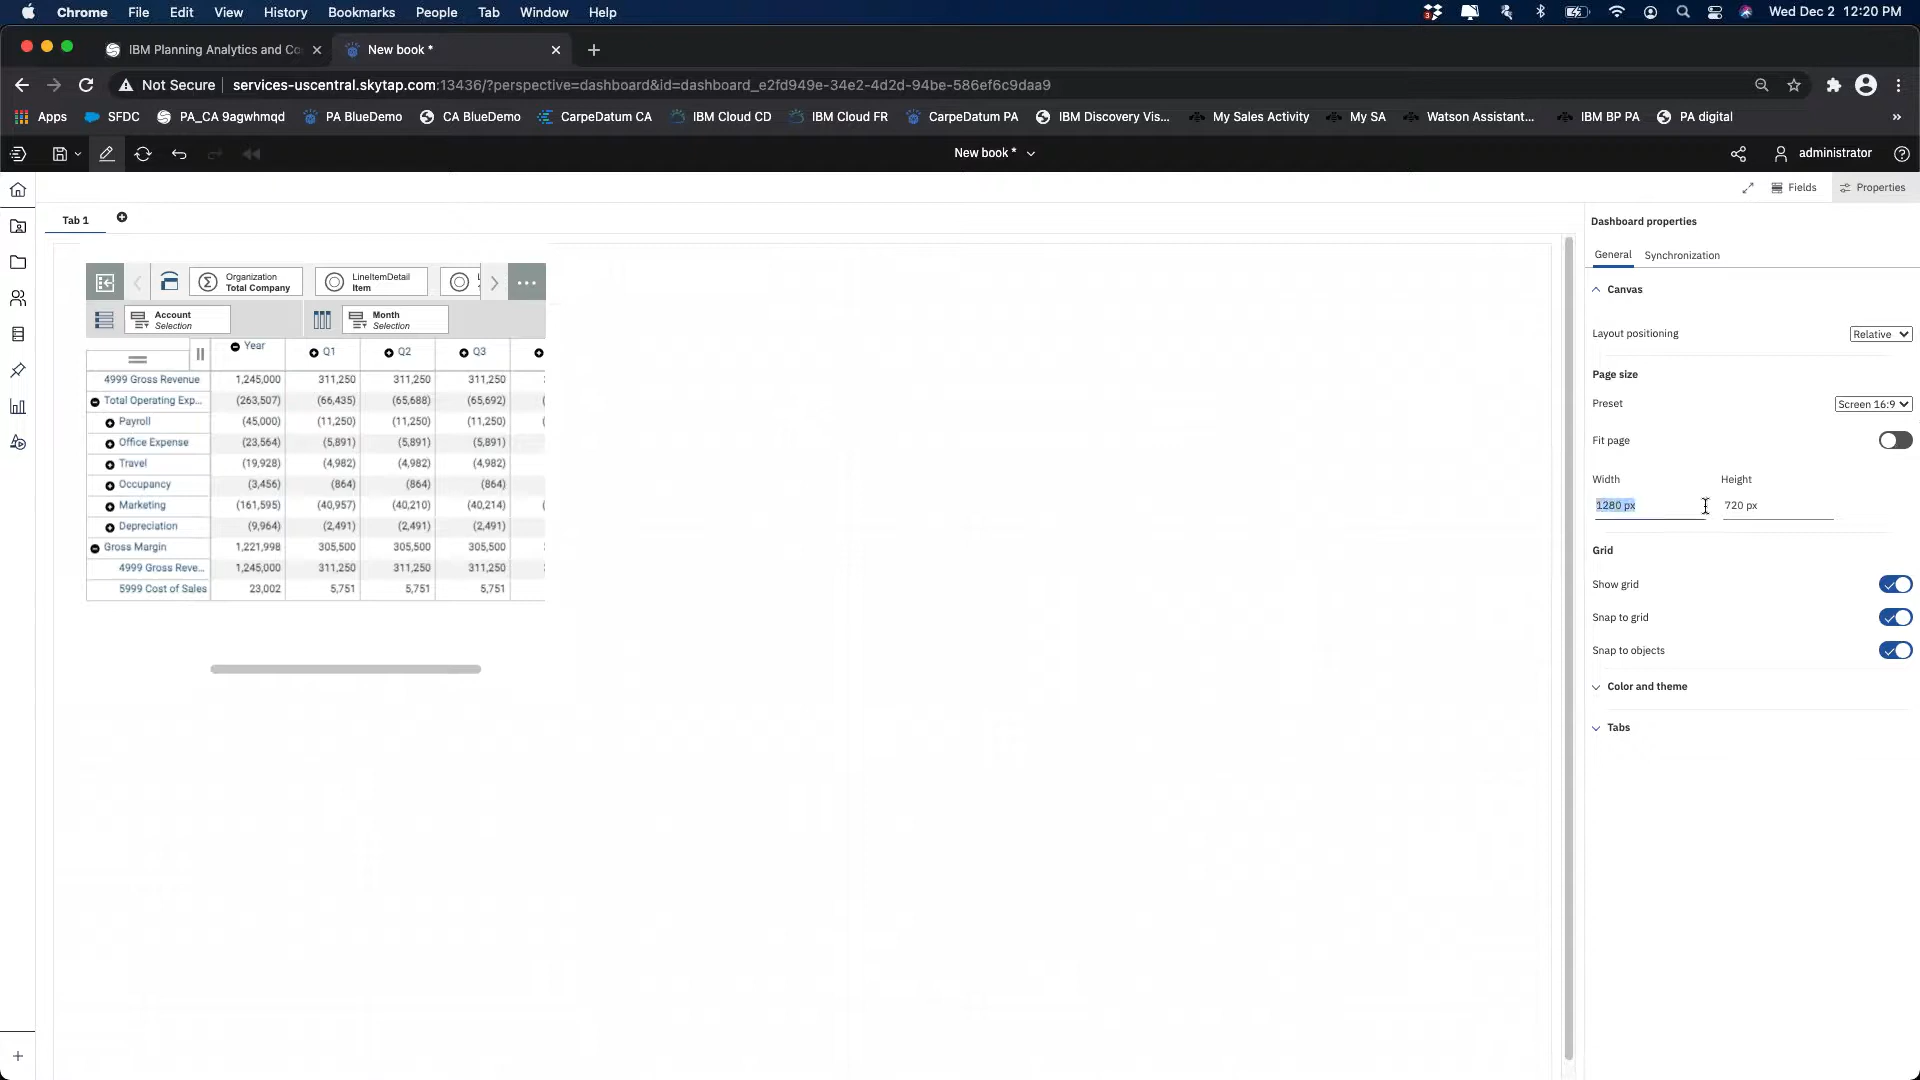 Chrome File Edit View History Bookmarks People Tab Window Help
3
Wed Dec 2 12:20 PM
IBM Planning Analytics and Co
New book *
Not Secure services-uscentral.skytap.com:13436/?perspective=dashboard&id=dashboard_e2fd949e-34e2-4d2d-94be-586ef6c9daa9
Apps SFDC PA_CA 9agwhmqd PA BlueDemo CA BlueDemo CarpeDatum CA IBM Cloud CD IBM Cloud FR CarpeDatum PA IBM Discovery Vis... My Sales Activity My SA Watson Assistant... IBM BP PA PA digital »
New book *
administrator
Fields Properties
Tab 1
Organization
Total Company
LineItemDetail
Item
Account
Selection
Month
Selection
Year Q1 Q2 Q3
4999 Gross Revenue 1,245,000 311,250 311,250 311,250
Total Operating Exp... (263,507) (66,435) (65,688) (65,692) (
Payroll (45,000) (11,250) (11,250) (11,250) (
Office Expense (23,564) (5,891) (5,891) (5,891)
Travel (19,928) (4,982) (4,982) (4,982)
Occupancy (3,456) (864) (864) (864)
Marketing (161,595) (40,957) (40,210) (40,214) (
Depreciation (9,964) (2,491) (2,491) (2,491)
Gross Margin 1,221,998 305,500 305,500 305,500
4999 Gross Reve... 1,245,000 311,250 311,250 311,250
5999 Cost of Sales 23,002 5,751 5,751 5,751
Dashboard properties
General Synchronization
Canvas
Layout positioning Relative
Page size
Preset Screen 16:9
Fit page
Width Height
1280 px 720 px
Grid
Show grid
Snap to grid
Snap to objects
Color and theme
Tabs